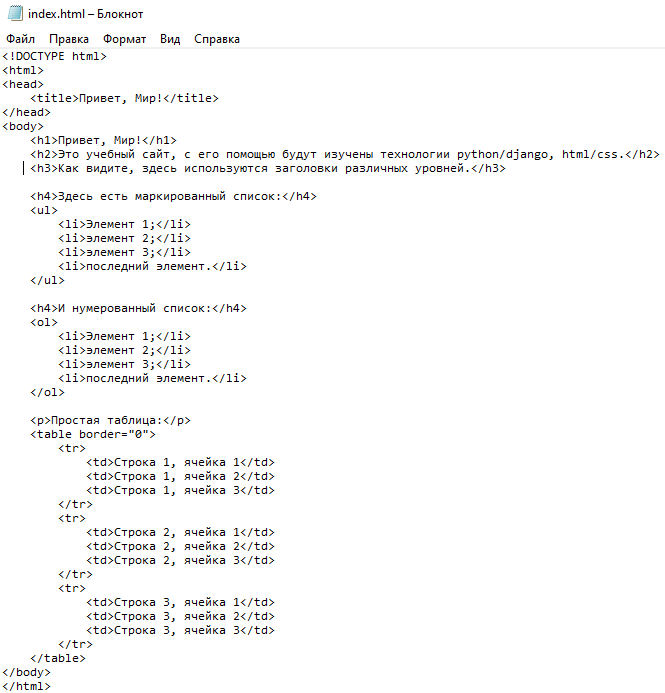 index.html – Блокнот
Файл Правка Формат Вид Справка
<!DOCTYPE html>
<html>
<head>
    <title>Привет, Мир!</title>
</head>
<body>
    <h1>Привет, Мир!</h1>
    <h2>Это учебный сайт, с его помощью будут изучены технологии python/django, html/css.</h2>
    <h3>Как видите, здесь используются заголовки различных уровней.</h3>

    <h4>Здесь есть маркированный список:</h4>
    <ul>
        <li>Элемент 1;</li>
        <li>элемент 2;</li>
        <li>элемент 3;</li>
        <li>последний элемент.</li>
    </ul>

    <h4>И нумерованный список:</h4>
    <ol>
        <li>Элемент 1;</li>
        <li>элемент 2;</li>
        <li>элемент 3;</li>
        <li>последний элемент.</li>
    </ol>

    <p>Простая таблица:</p>
    <table border="0">
        <tr>
            <td>Строка 1, ячейка 1</td>
            <td>Строка 1, ячейка 2</td>
            <td>Строка 1, ячейка 3</td>
        </tr>
        <tr>
            <td>Строка 2, ячейка 1</td>
            <td>Строка 2, ячейка 2</td>
            <td>Строка 2, ячейка 3</td>
        </tr>
        <tr>
            <td>Строка 3, ячейка 1</td>
            <td>Строка 3, ячейка 2</td>
            <td>Строка 3, ячейка 3</td>
        </tr>
    </table>
</body>
</html>